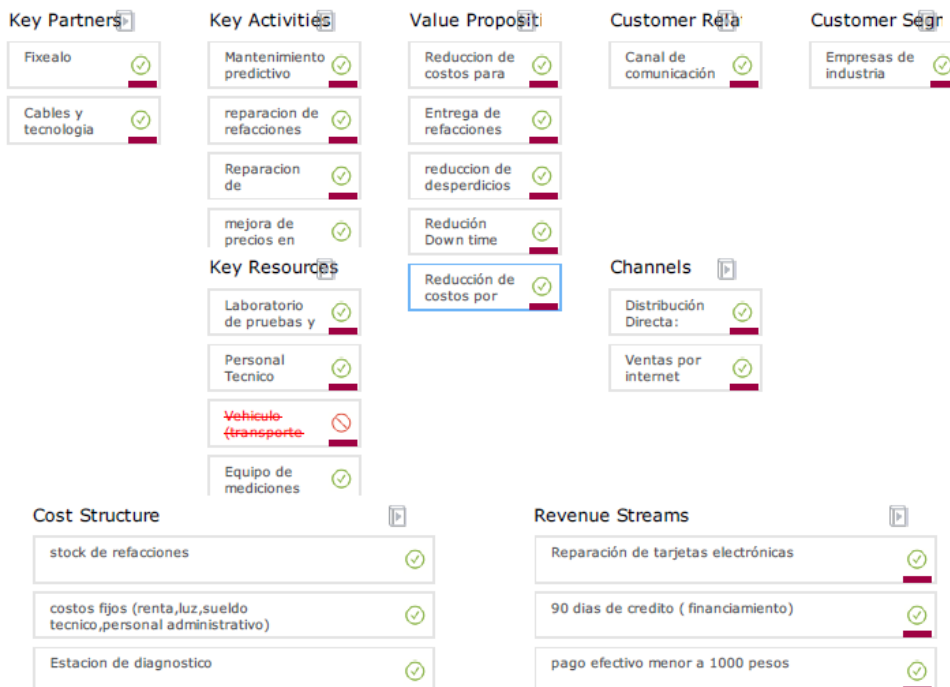 Key Partners
Fixealo
Cables y
tecnologia
Key Activities
Mantenimiento
predictivo
reparacion de
refacciones
Reparacion
de
mejora de
precios en
Key Resources
Laboratorio
de pruebas y
Personal
Tecnico
Vehiculo
(transporte
Equipo de
mediciones
Value Propositi
Reduccion de
costos para
Entrega de
refacciones
reduccion de
desperdicios
Redución
Down time
Reducción de
costos por
Customer Rela
Canal de
comunicación
Channels
Distribución
Directa:
Ventas por
internet
Customer Segm
Empresas de
industria
Cost Structure
stock de refacciones
costos fijos (renta,luz,sueldo
tecnico,personal administrativo)
Estacion de diagnostico
Revenue Streams
Reparación de tarjetas electrónicas
90 dias de credito ( financiamiento)
pago efectivo menor a 1000 pesos